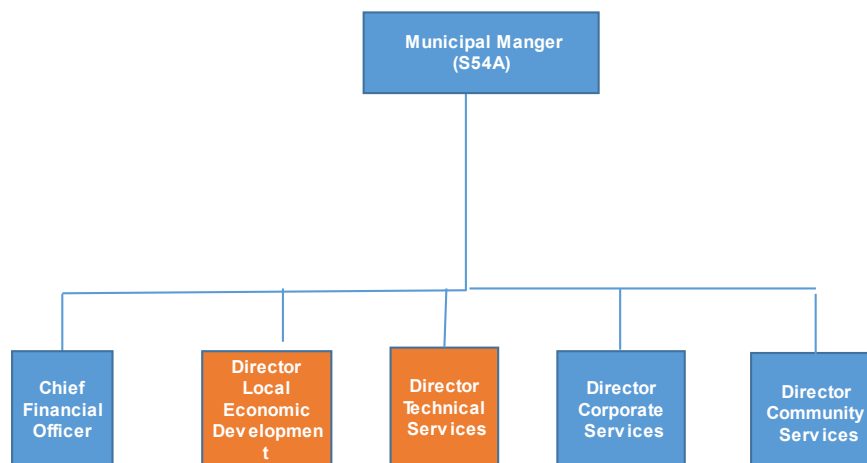 Municipal Manger
(S54A)
Chief
Financial
Officer
Director
Local
Economic
Developmen
t
Director
Technical
Services
Director
Corporate
Services
Director
Community
Services